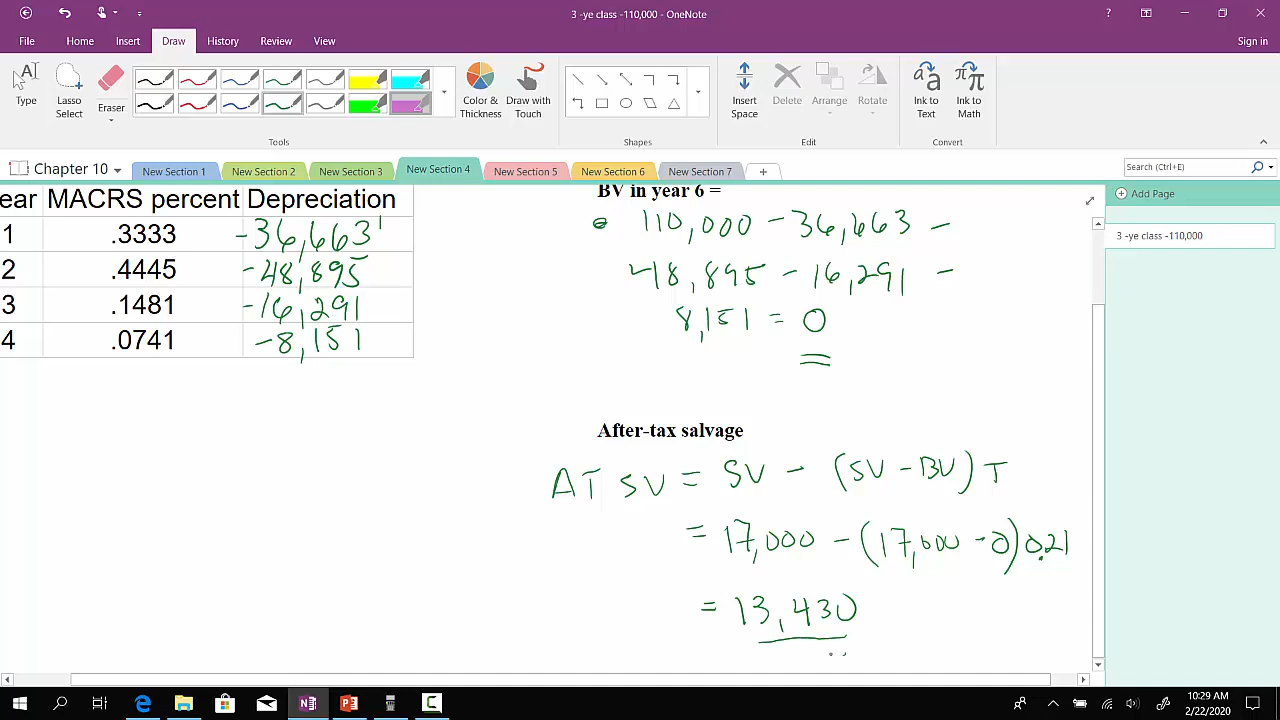 3 -ye class -110,000 - OneNote
File Home Insert Draw History Review View Sign in
Type Lasso Select Eraser Color & Thickness Draw with Touch Insert Space Delete Arrange Rotate Ink to Text Ink to Math
Tools Shapes Edit Convert
Chapter 10 New Section 1 New Section 2 New Section 3 New Section 4 New Section 5 New Section 6 New Section 7 Search (Ctrl+E)
Add Page
3 -ye class -110,000
ear MACRS percent Depreciation
1 .3333 -36,663
2 .4445 -48,895
3 .1481 -16,291
4 .0741 -8,151
BV in year 6 =
110,000 - 36,663 -
48,895 - 16,291 -
8,151 = 0
After-tax salvage
AT SV = SV - (SV - BV) T
= 17,000 - (17,000 - 0) 0.21
= 13,430
10:29 AM
2/22/2020